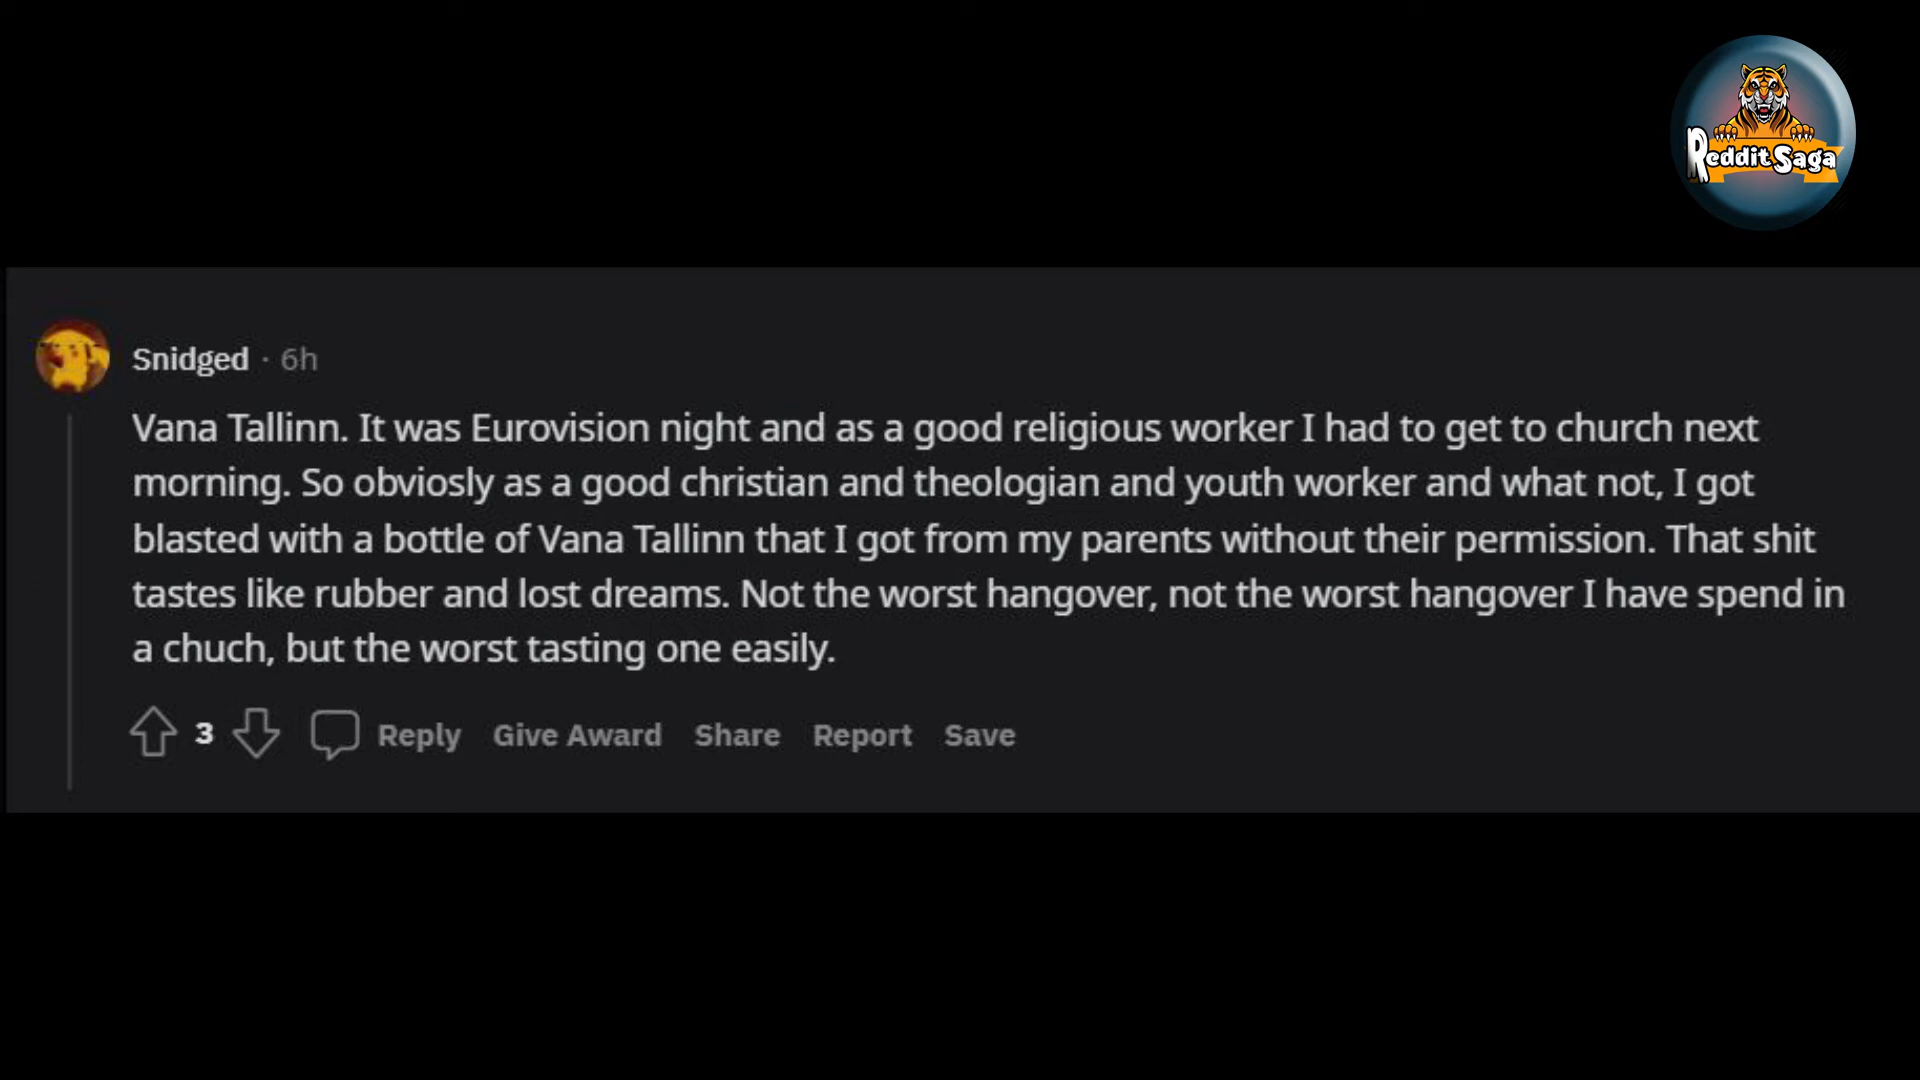 Reddit Saga
Snidged · 6h
Vana Tallinn. It was Eurovision night and as a good religious worker I had to get to church next
morning. So obviosly as a good christian and theologian and youth worker and what not, I got
blasted with a bottle of Vana Tallinn that I got from my parents without their permission. That shit
tastes like rubber and lost dreams. Not the worst hangover, not the worst hangover I have spend in
a chuch, but the worst tasting one easily.
3 Reply Give Award Share Report Save